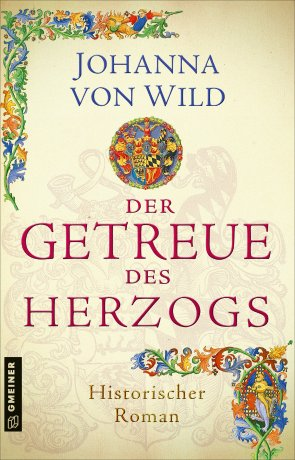 JOHANNA
VON WILD
DER
GETREUE
DES
HERZOGS
Historischer
Roman
GMEINER